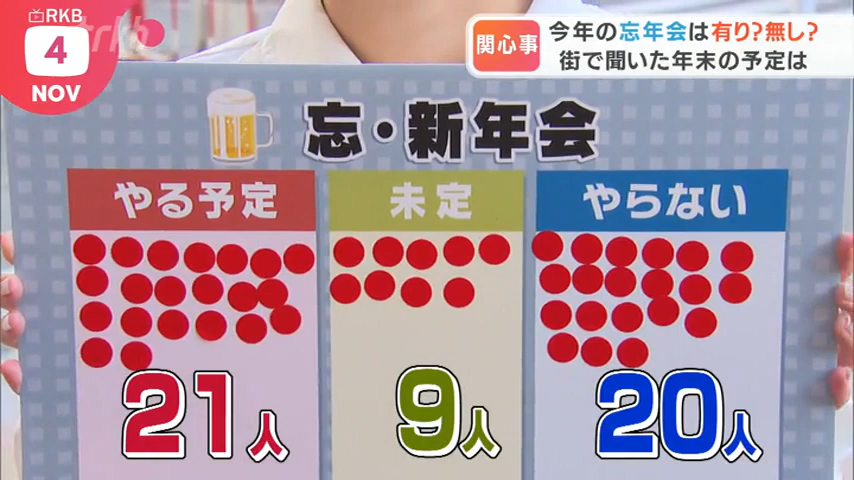 RKB
4
NOV
rkb
関心事
今年の忘年会は有り?無し?
街で聞いた年末の予定は
忘・新年会
やる予定
未定
やらない
21人
9人
20人